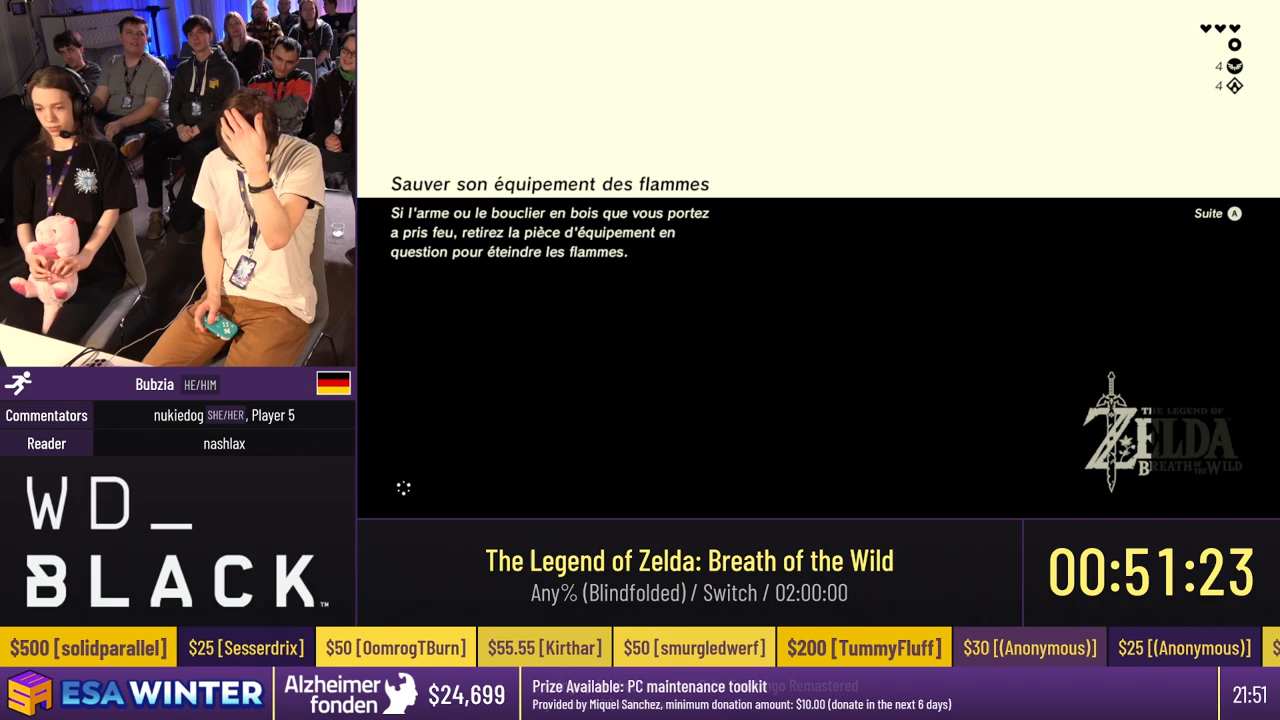 4
4
Sauver son équipement des flammes
Si l'arme ou le bouclier en bois que vous portez
a pris feu, retirez la pièce d'équipement en
question pour éteindre les flammes.
Suite A
THE LEGEND OF
ZELDA
BREATH OF THE WILD
Bubzia HE/HIM
Commentators nukiedog SHE/HER, Player 5
Reader nashlax
WD_
BLACK™
The Legend of Zelda: Breath of the Wild
Any% (Blindfolded) / Switch / 02:00:00
00:51:23
$500 [solidparallel] $25 [Sesserdrix] $50 [OomrogTBurn] $55.55 [Kirthar] $50 [smurgledwerf] $200 [TummyFluff] $30 [(Anonymous)] $25 [(Anonymous)] $
ESA WINTER
Alzheimer
fonden
$24,699
Prize Available: PC maintenance toolkit
Remastered
Provided by Miquel Sanchez, minimum donation amount: $10.00 (donate in the next 6 days)
21:51